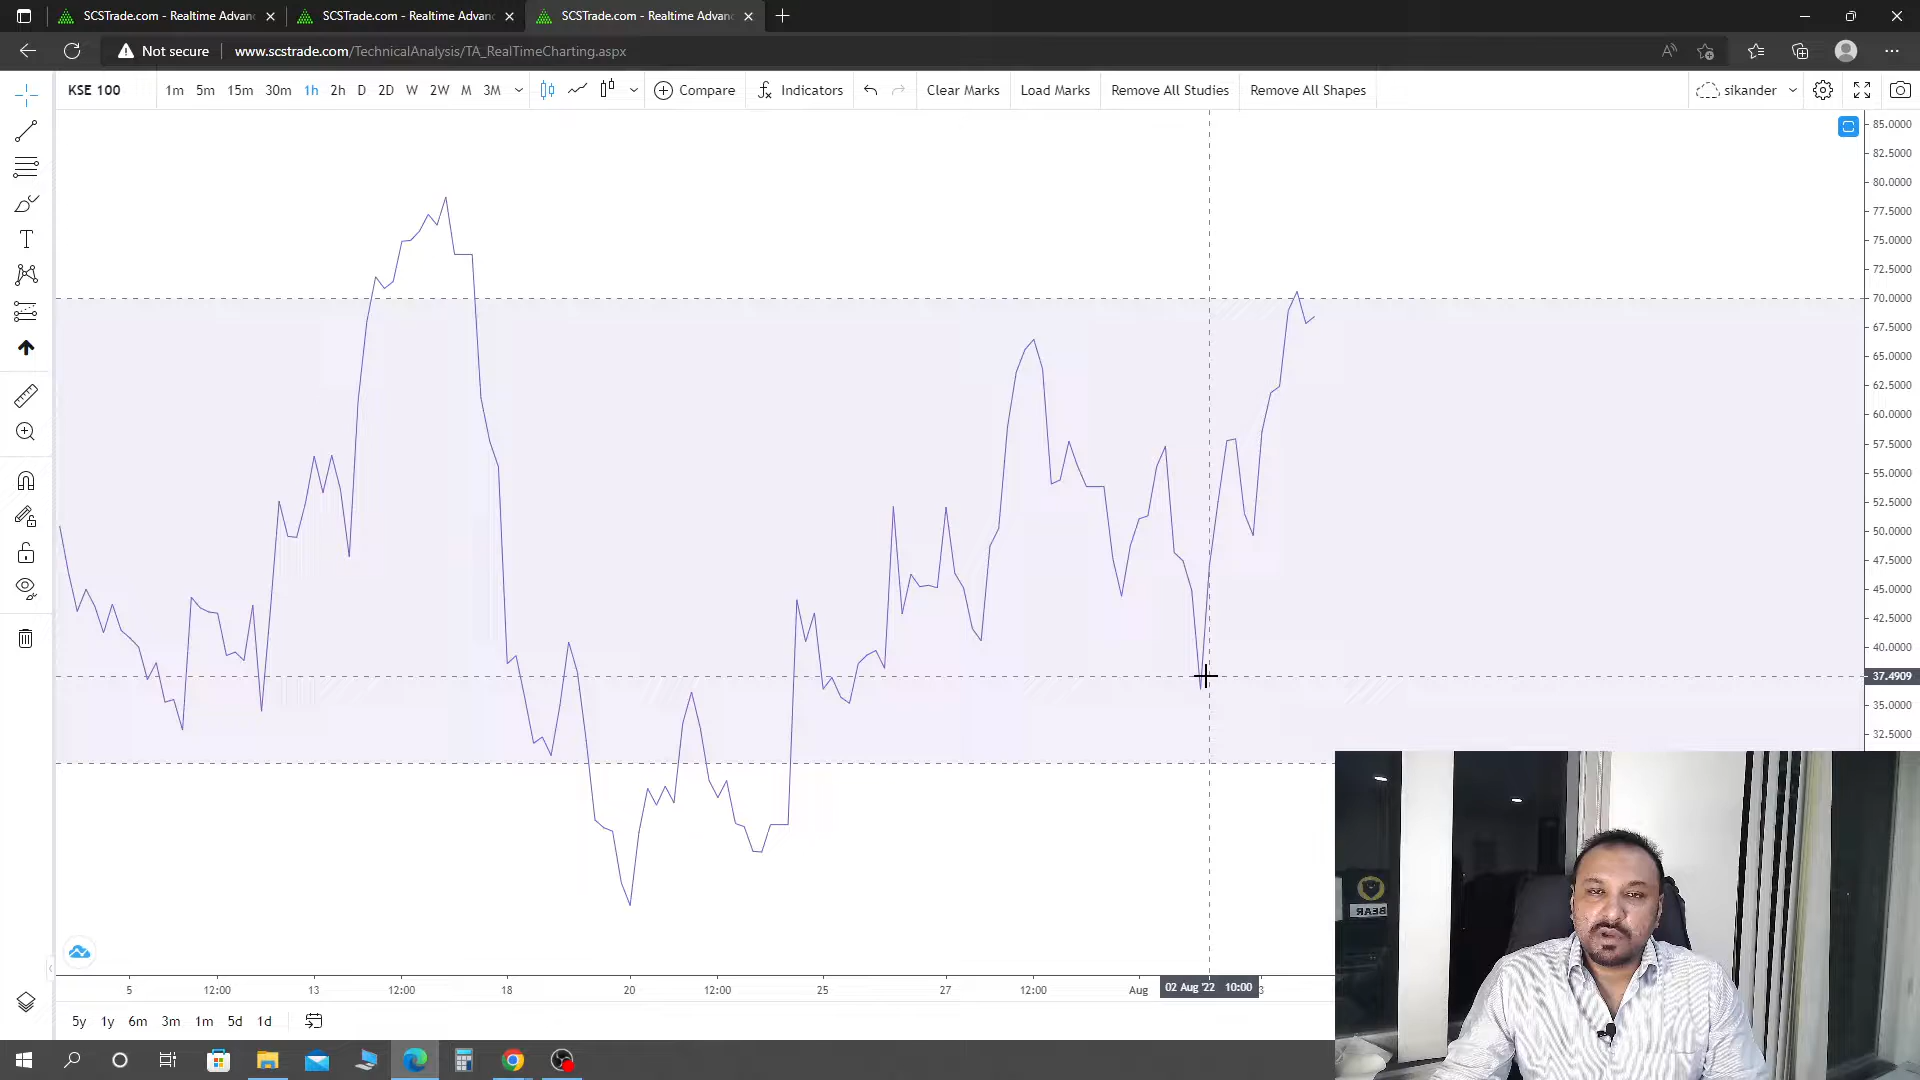 SCSTrade.com - Realtime Advanc
SCSTrade.com - Realtime Advanc
SCSTrade.com - Realtime Advanc
Not secure
www.scstrade.com/TechnicalAnalysis/TA_RealTimeCharting.aspx
KSE 100 1m 5m 15m 30m 1h 2h D 2D W 2W M 3M Compare Indicators Clear Marks Load Marks Remove All Studies Remove All Shapes sikander
T
85.0000
82.5000
80.0000
77.5000
75.0000
72.5000
70.0000
67.5000
65.0000
62.5000
60.0000
57.5000
55.0000
52.5000
50.0000
47.5000
45.0000
42.5000
40.0000
37.4909
35.0000
32.5000
BEAR
5 12:00 13 12:00 18 20 12:00 25 27 12:00 Aug 02 Aug '22 10:00 3
5y 1y 6m 3m 1m 5d 1d